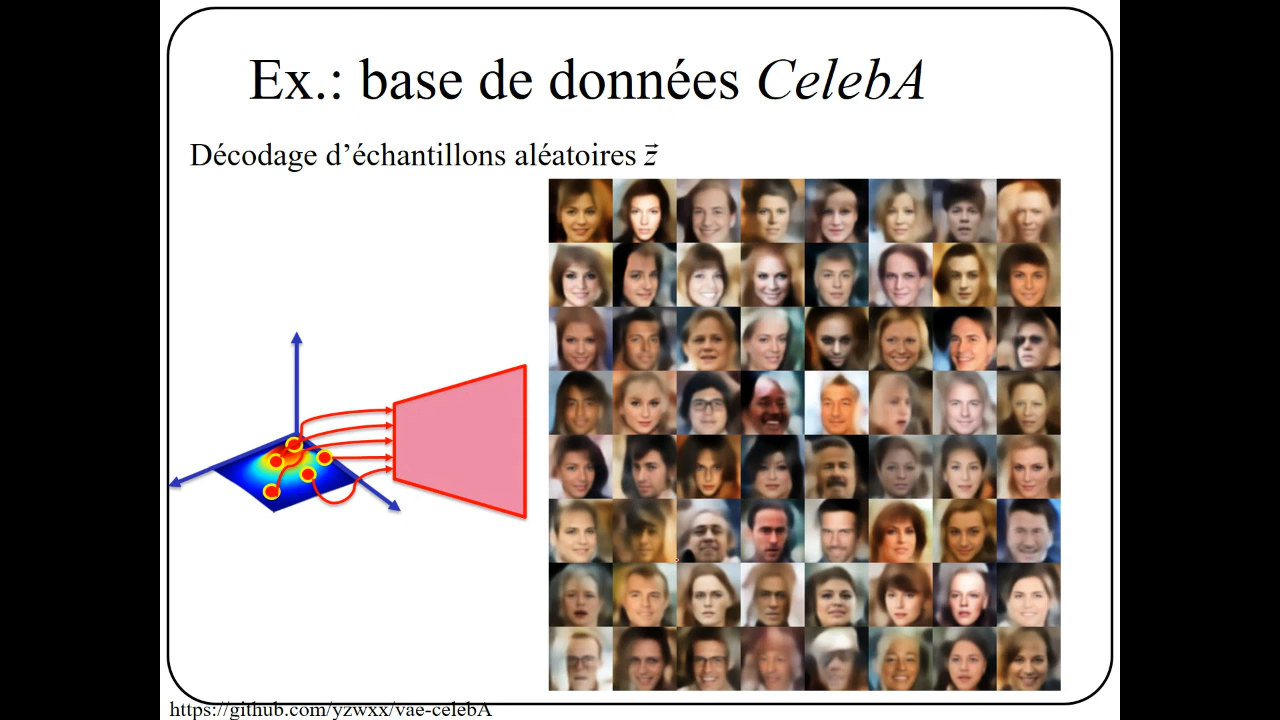 Ex.: base de données CelebA
Décodage d’échantillons aléatoires z⃗
https://github.com/yzwxx/vae-celebA